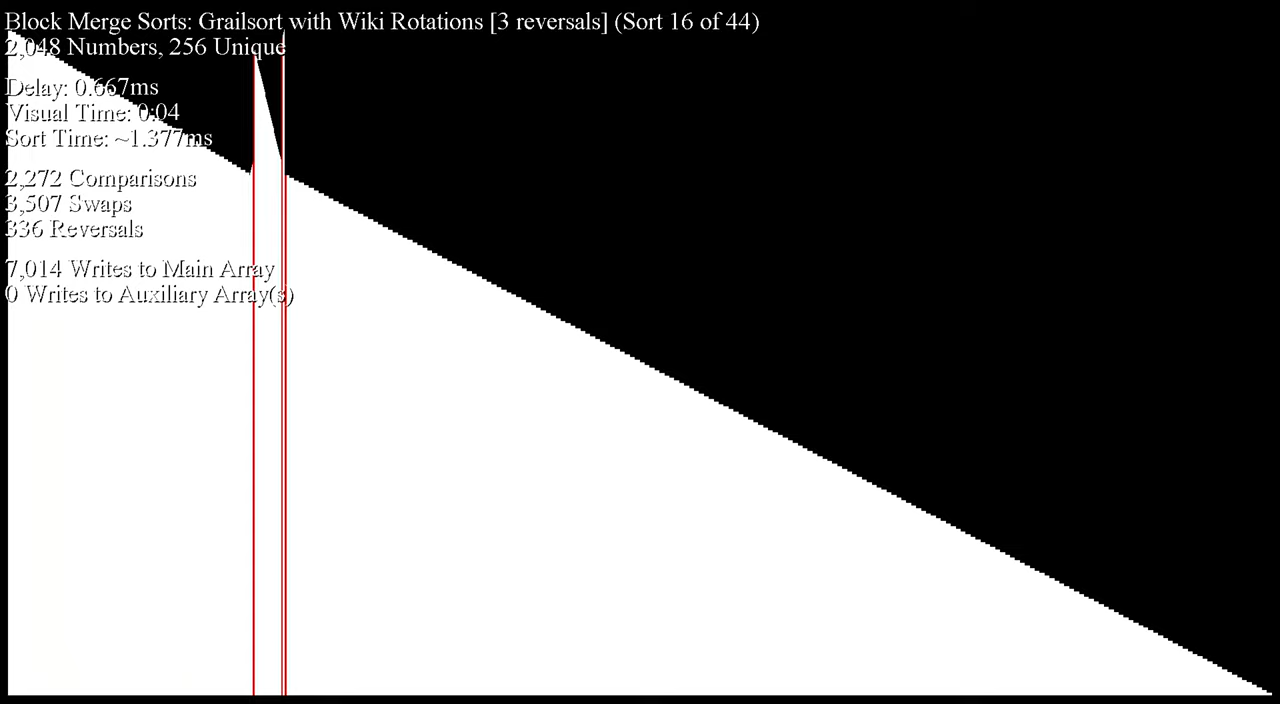 Block Merge Sorts: Grailsort with Wiki Rotations [3 reversals] (Sort 16 of 44)
2,048 Numbers, 256 Unique
Delay: 0.667ms
Visual Time: 0:04
Sort Time: ~1.377ms
2,272 Comparisons
3,507 Swaps
336 Reversals
7,014 Writes to Main Array
0 Writes to Auxiliary Array(s)